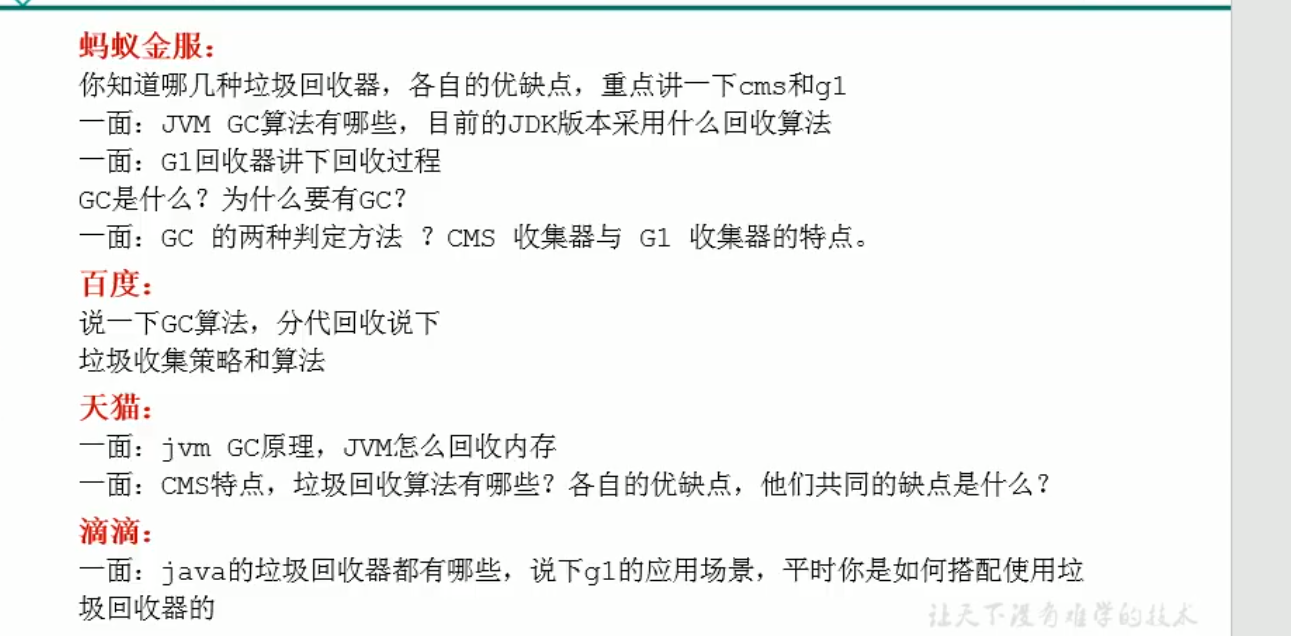 蚂蚁金服：
你知道哪几种垃圾回收器，各自的优缺点，重点讲一下cms和g1
一面：JVM GC算法有哪些，目前的JDK版本采用什么回收算法
一面：G1回收器讲下回收过程
GC是什么？为什么要有GC？
一面：GC 的两种判定方法 ？CMS 收集器与 G1 收集器的特点。
百度：
说一下GC算法，分代回收说下
垃圾收集策略和算法
天猫：
一面：jvm GC原理，JVM怎么回收内存
一面：CMS特点，垃圾回收算法有哪些？各自的优缺点，他们共同的缺点是什么？
滴滴：
一面：java的垃圾回收器都有哪些，说下g1的应用场景，平时你是如何搭配使用垃
圾回收器的
让天下没有难学的技术